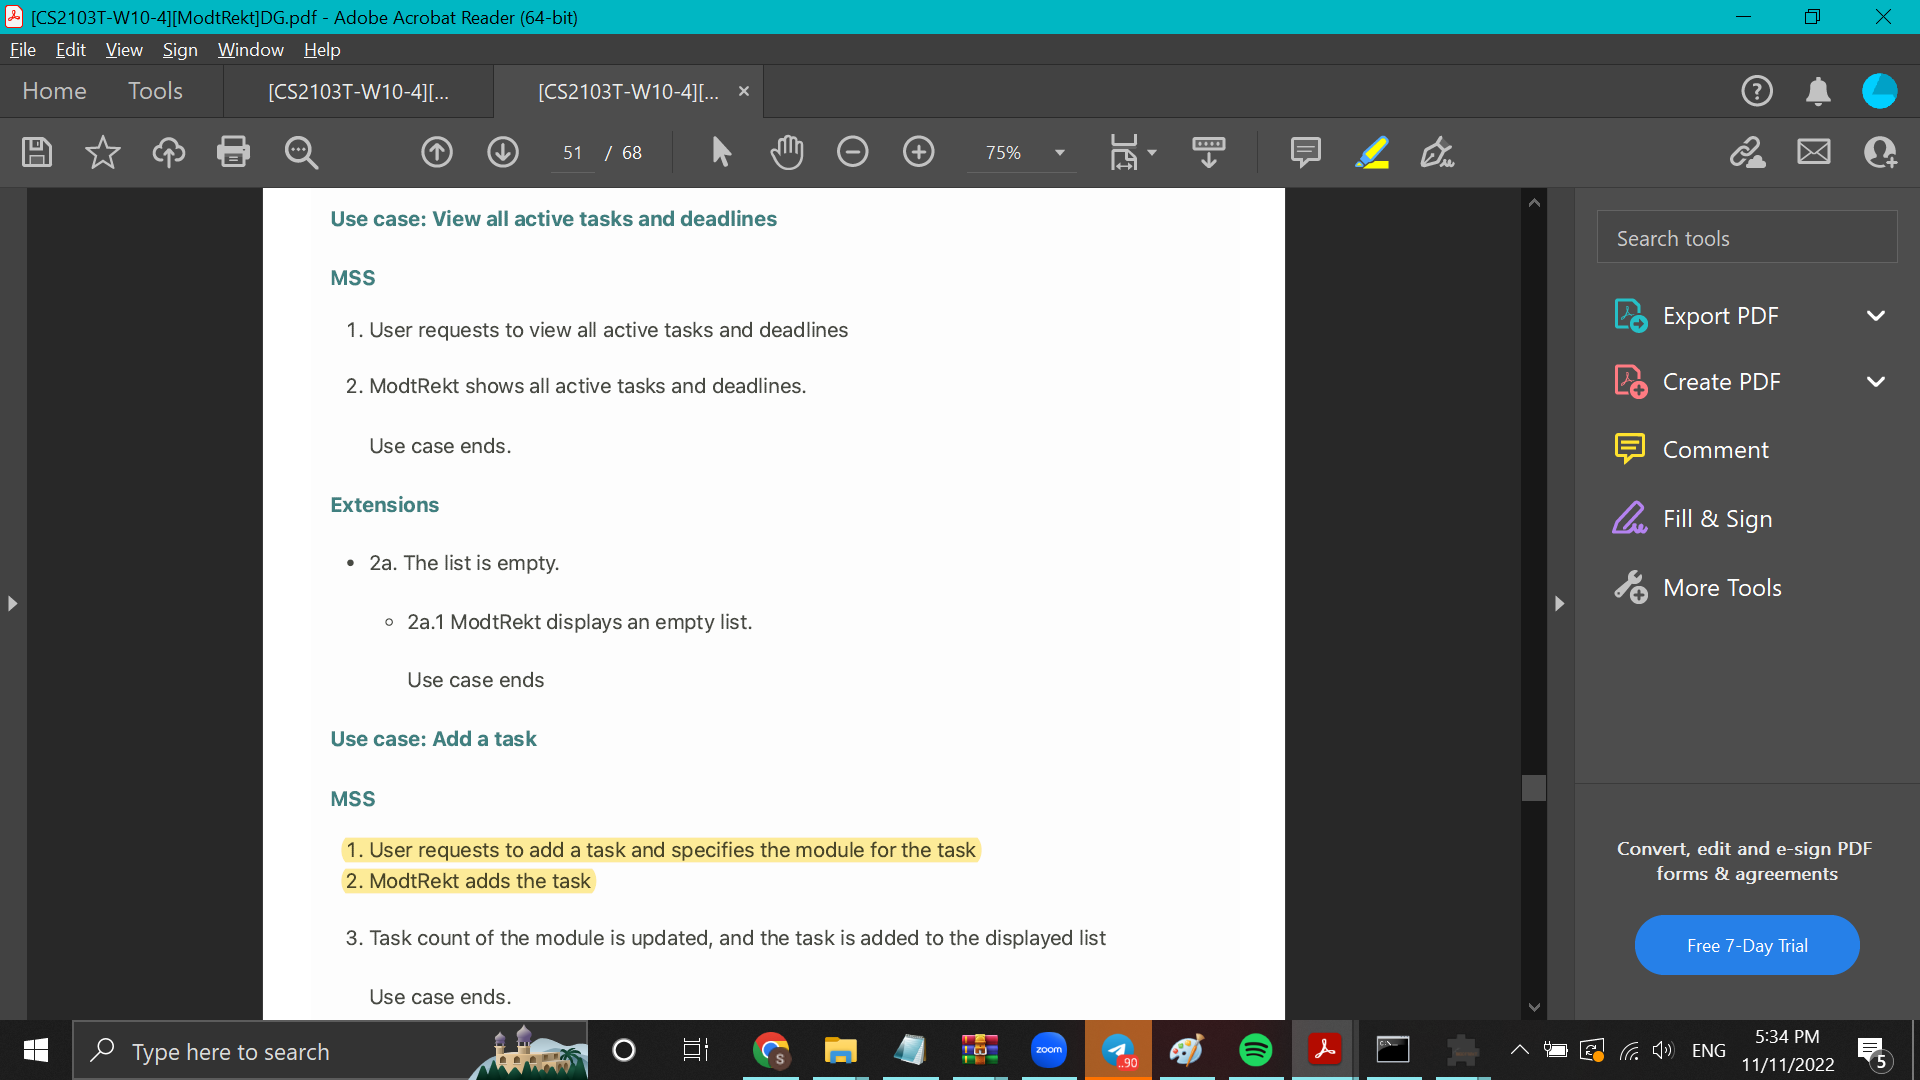 [CS2103T-W10-4][ModtRekt]DG.pdf - Adobe Acrobat Reader (64-bit)
File Edit View Sign Window Help
Home Tools [CS2103T-W10-4][... [CS2103T-W10-4][... ×
51 / 68 75%
Use case: View all active tasks and deadlines
MSS
1. User requests to view all active tasks and deadlines
2. ModtRekt shows all active tasks and deadlines.
Use case ends.
Extensions
• 2a. The list is empty.
◦ 2a.1 ModtRekt displays an empty list.
Use case ends
Use case: Add a task
MSS
1. User requests to add a task and specifies the module for the task
2. ModtRekt adds the task
3. Task count of the module is updated, and the task is added to the displayed list
Use case ends.
Search tools
Export PDF
Create PDF
Comment
Fill & Sign
More Tools
Convert, edit and e-sign PDF
forms & agreements
Free 7-Day Trial
Type here to search
S
zoom
..90
C:\_
ENG
5:34 PM
11/11/2022
5